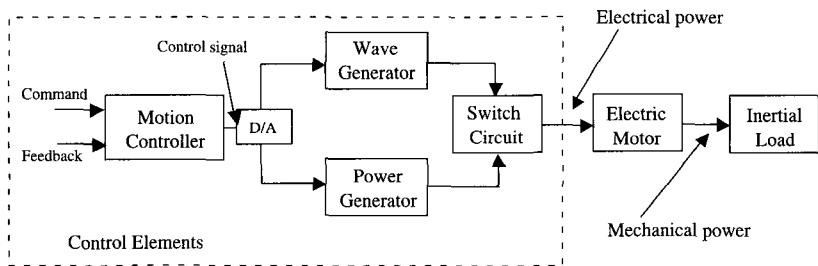 Electrical power
Control signal
Wave
Generator
Command
Motion
Controller
D/A
Switch
Circuit
Electric
Motor
Inertial
Load
Feedback
Power
Generator
Mechanical power
Control Elements